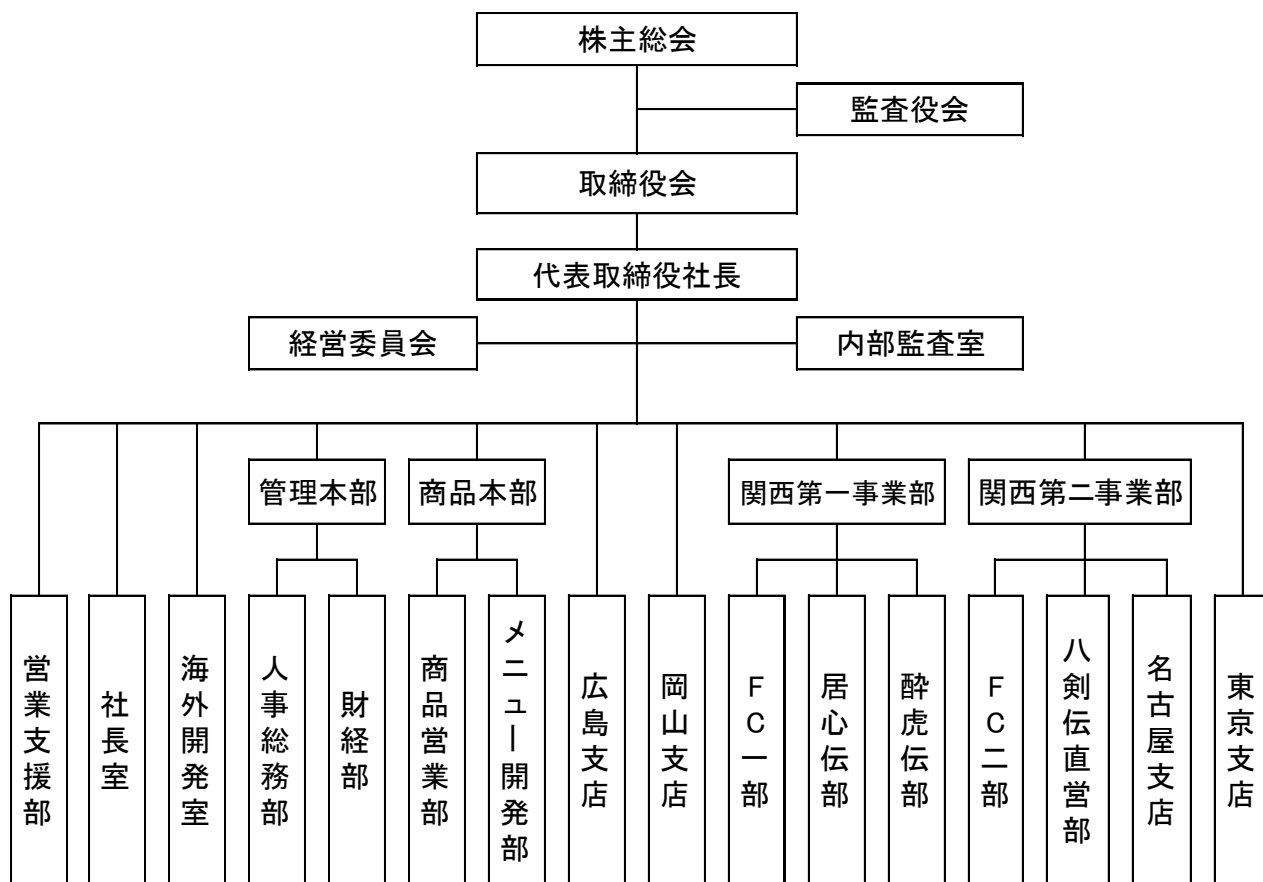 株主総会
監査役会
取締役会
代表取締役社長
経営委員会
内部監査室
管理本部
商品本部
関西第一事業部
関西第二事業部
営業支援部
社長室
海外開発室
人事総務部
財経部
商品営業部
メニュー開発部
広島支店
岡山支店
FC一部
居心伝部
酔虎伝部
FC二部
八剣伝直営部
名古屋支店
東京支店